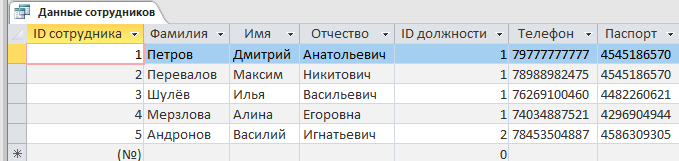 Данные сотрудников
ID сотрудника Фамилия Имя Отчество ID должности Телефон Паспорт
1 Петров Дмитрий Анатольевич 1 79777777777 4545186570
2 Перевалов Максим Никитович 1 78988982475 4545186570
3 Шулёв Илья Васильевич 1 76269100460 4482260621
4 Мерзлова Алина Егоровна 1 74034887521 4296904944
5 Андронов Василий Игнатьевич 2 78453504887 4586309305
* (№) 0